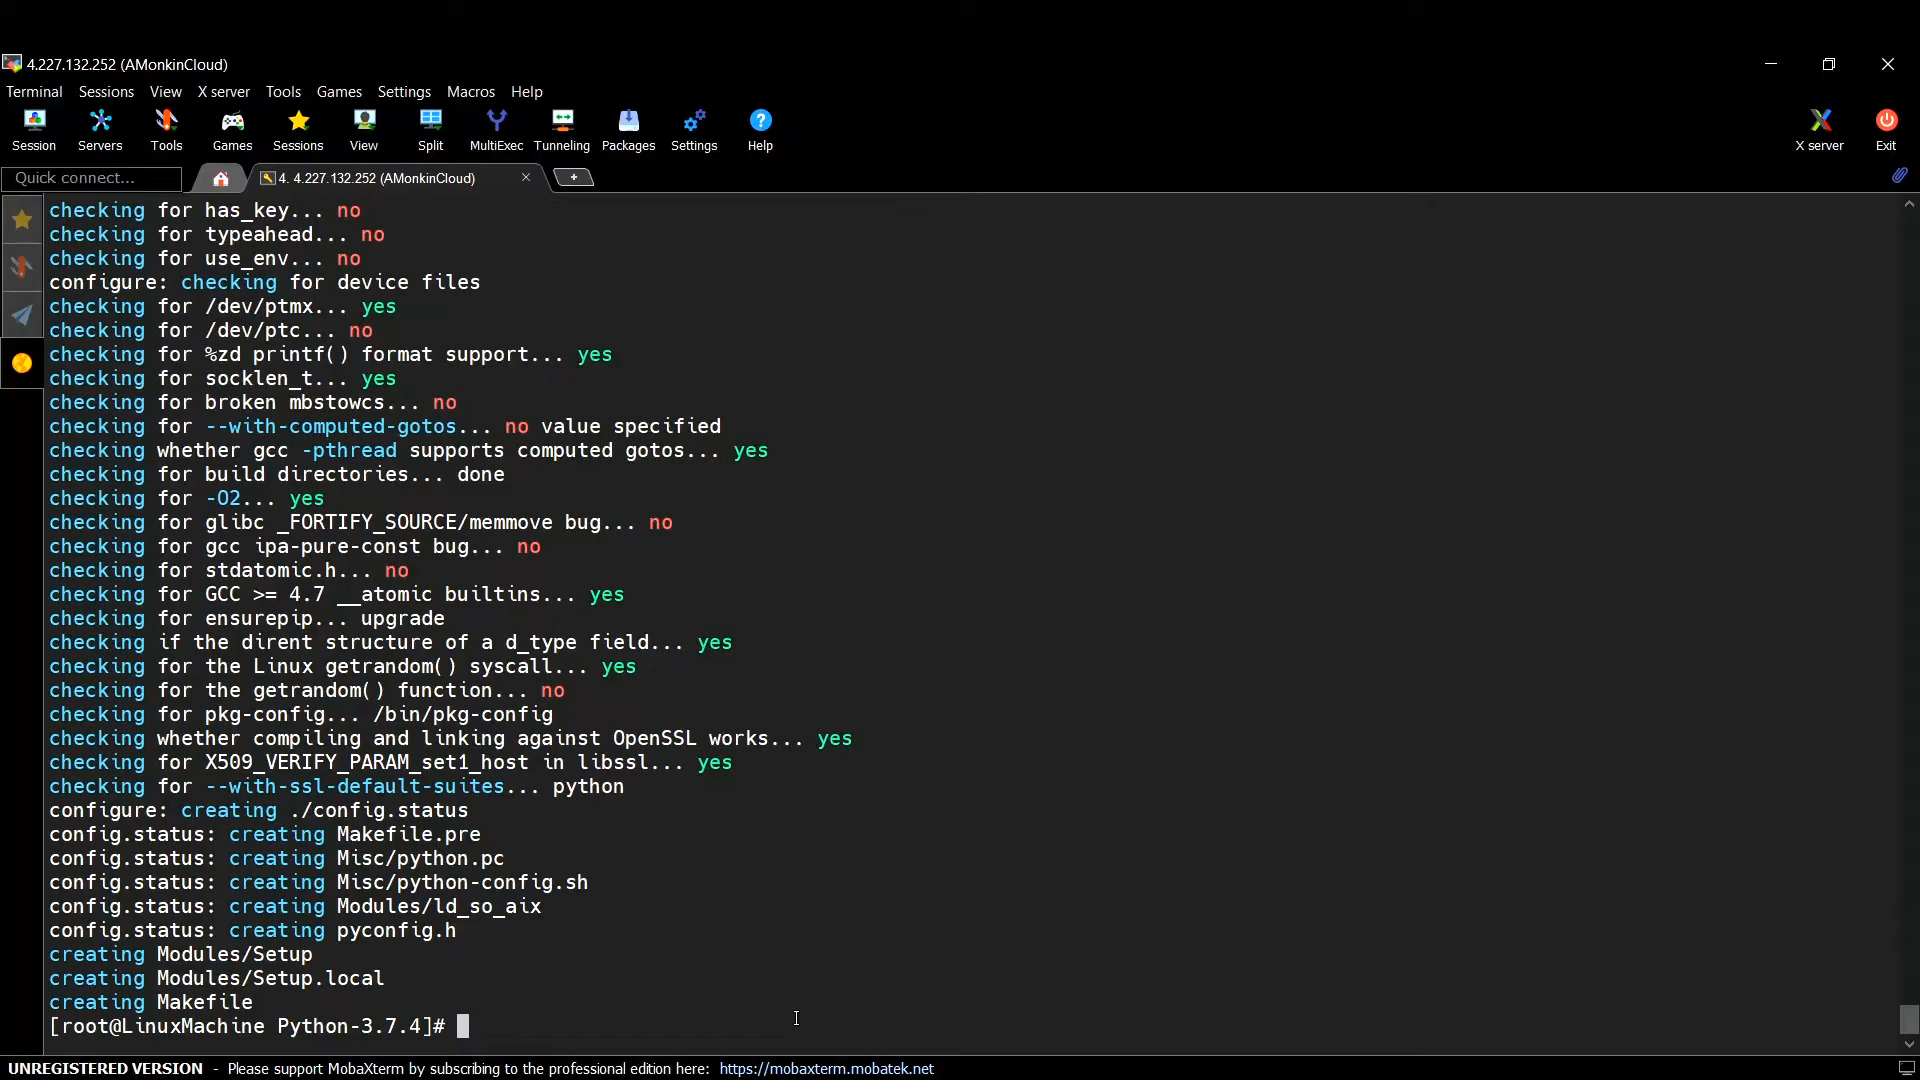 4.227.132.252 (AMonkinCloud)
Terminal Sessions View X server Tools Games Settings Macros Help
Session Servers Tools Games Sessions View Split MultiExec Tunneling Packages Settings Help X server Exit
Quick connect... 4. 4.227.132.252 (AMonkinCloud)
checking for has_key... no
checking for typeahead... no
checking for use_env... no
configure: checking for device files
checking for /dev/ptmx... yes
checking for /dev/ptc... no
checking for %zd printf() format support... yes
checking for socklen_t... yes
checking for broken mbstowcs... no
checking for --with-computed-gotos... no value specified
checking whether gcc -pthread supports computed gotos... yes
checking for build directories... done
checking for -O2... yes
checking for glibc _FORTIFY_SOURCE/memmove bug... no
checking for gcc ipa-pure-const bug... no
checking for stdatomic.h... no
checking for GCC >= 4.7 __atomic builtins... yes
checking for ensurepip... upgrade
checking if the dirent structure of a d_type field... yes
checking for the Linux getrandom() syscall... yes
checking for the getrandom() function... no
checking for pkg-config... /bin/pkg-config
checking whether compiling and linking against OpenSSL works... yes
checking for X509_VERIFY_PARAM_set1_host in libssl... yes
checking for --with-ssl-default-suites... python
configure: creating ./config.status
config.status: creating Makefile.pre
config.status: creating Misc/python.pc
config.status: creating Misc/python-config.sh
config.status: creating Modules/ld_so_aix
config.status: creating pyconfig.h
creating Modules/Setup
creating Modules/Setup.local
creating Makefile
[root@LinuxMachine Python-3.7.4]#
UNREGISTERED VERSION - Please support MobaXterm by subscribing to the professional edition here: https://mobaxterm.mobatek.net